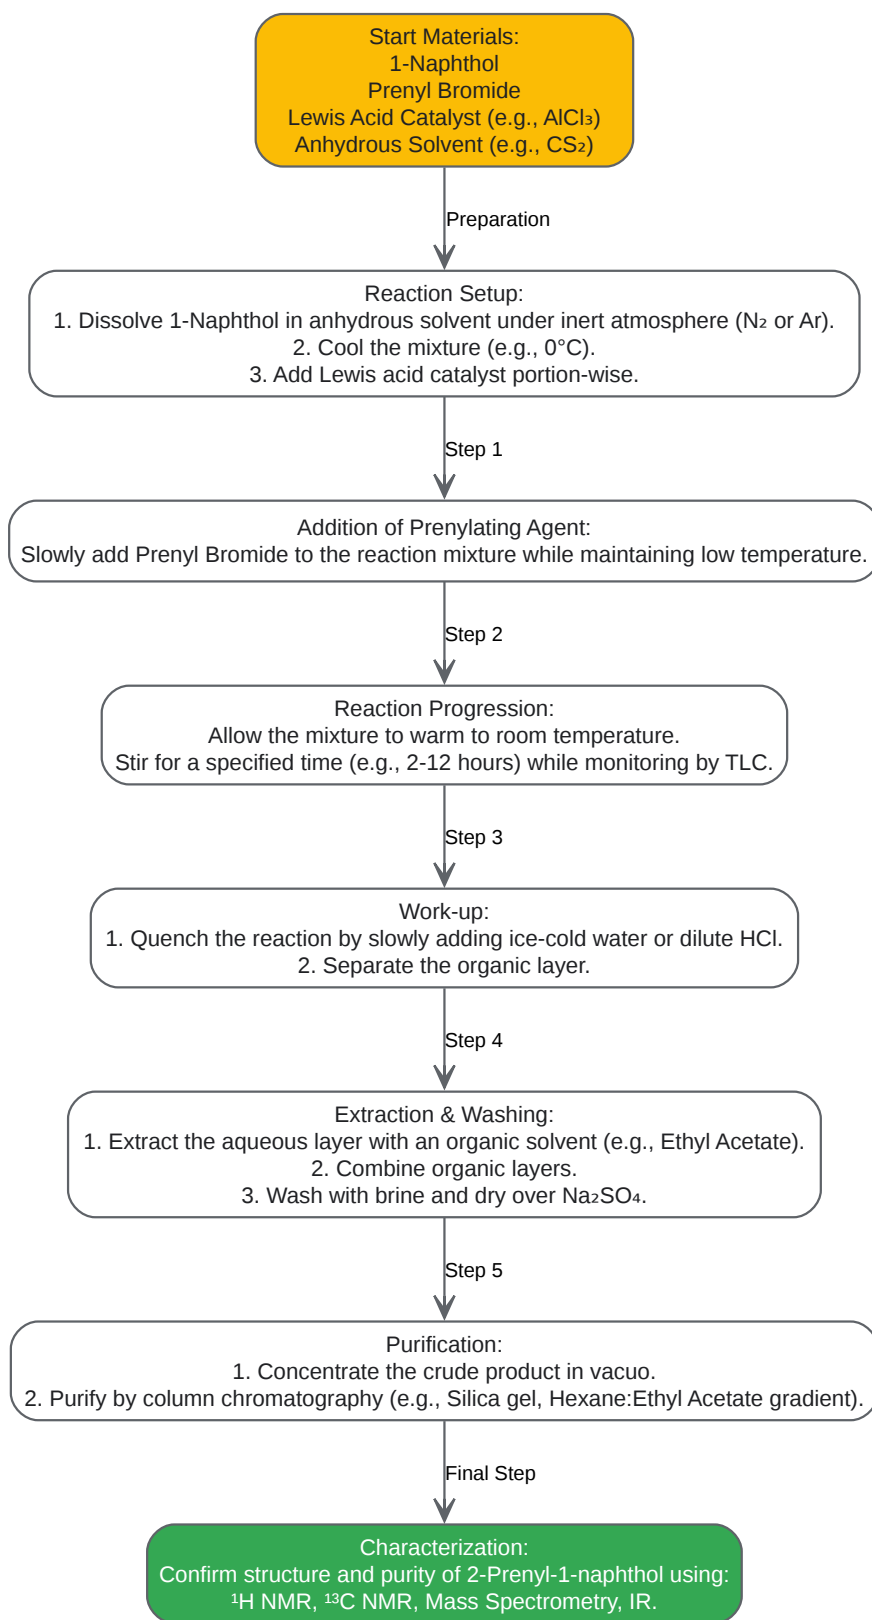 Start Materials:
1-Naphthol
Prenyl Bromide
Lewis Acid Catalyst (e.g., AlCl₃)
Anhydrous Solvent (e.g., CS₂)
Preparation
Reaction Setup:
1. Dissolve 1-Naphthol in anhydrous solvent under inert atmosphere (N₂ or Ar).
2. Cool the mixture (e.g., 0°C).
3. Add Lewis acid catalyst portion-wise.
Step 1
Addition of Prenylating Agent:
Slowly add Prenyl Bromide to the reaction mixture while maintaining low temperature.
Step 2
Reaction Progression:
Allow the mixture to warm to room temperature.
Stir for a specified time (e.g., 2-12 hours) while monitoring by TLC.
Step 3
Work-up:
1. Quench the reaction by slowly adding ice-cold water or dilute HCl.
2. Separate the organic layer.
Step 4
Extraction & Washing:
1. Extract the aqueous layer with an organic solvent (e.g., Ethyl Acetate).
2. Combine organic layers.
3. Wash with brine and dry over Na₂SO₄.
Step 5
Purification:
1. Concentrate the crude product in vacuo.
2. Purify by column chromatography (e.g., Silica gel, Hexane:Ethyl Acetate gradient).
Final Step
Characterization:
Confirm structure and purity of 2-Prenyl-1-naphthol using:
¹H NMR, ¹³C NMR, Mass Spectrometry, IR.